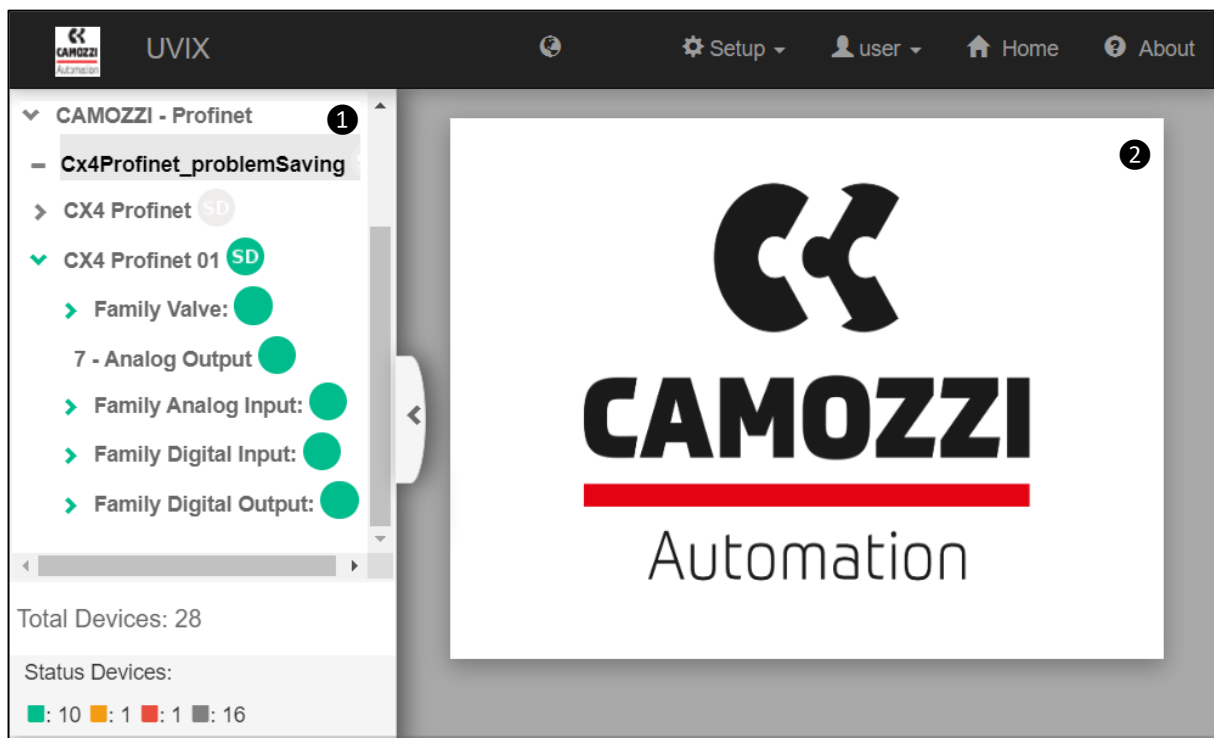 CAMOZZI
Automation
UVIX
Setup
user
Home
About
CAMOZZI - Profinet
1
Cx4Profinet_problemSaving
CX4 Profinet SD
CX4 Profinet 01 SD
Family Valve:
7 - Analog Output
Family Analog Input:
Family Digital Input:
Family Digital Output:
Total Devices: 28
Status Devices:
: 10 : 1 : 1 : 16
2
CAMOZZI
Automation